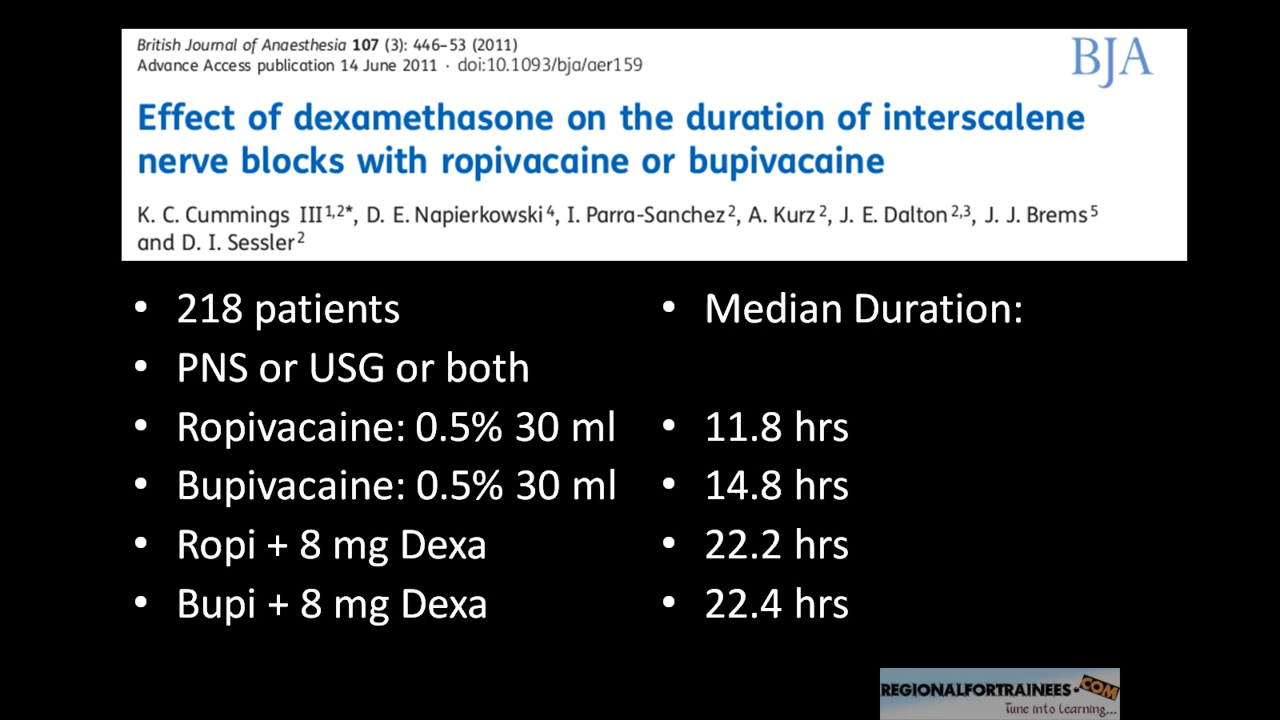 British Journal of Anaesthesia 107 (3): 446–53 (2011)
Advance Access publication 14 June 2011 · doi:10.1093/bja/aer159
BJA
Effect of dexamethasone on the duration of interscalene
nerve blocks with ropivacaine or bupivacaine
K. C. Cummings III1,2*, D. E. Napierkowski4, I. Parra-Sanchez2, A. Kurz2, J. E. Dalton2,3, J. J. Brems5
and D. I. Sessler2
• 218 patients
• PNS or USG or both
• Ropivacaine: 0.5% 30 ml
• Bupivacaine: 0.5% 30 ml
• Ropi + 8 mg Dexa
• Bupi + 8 mg Dexa
• Median Duration:
• 11.8 hrs
• 14.8 hrs
• 22.2 hrs
• 22.4 hrs
REGIONALFORTRAINEES.COM
Tune into Learning...